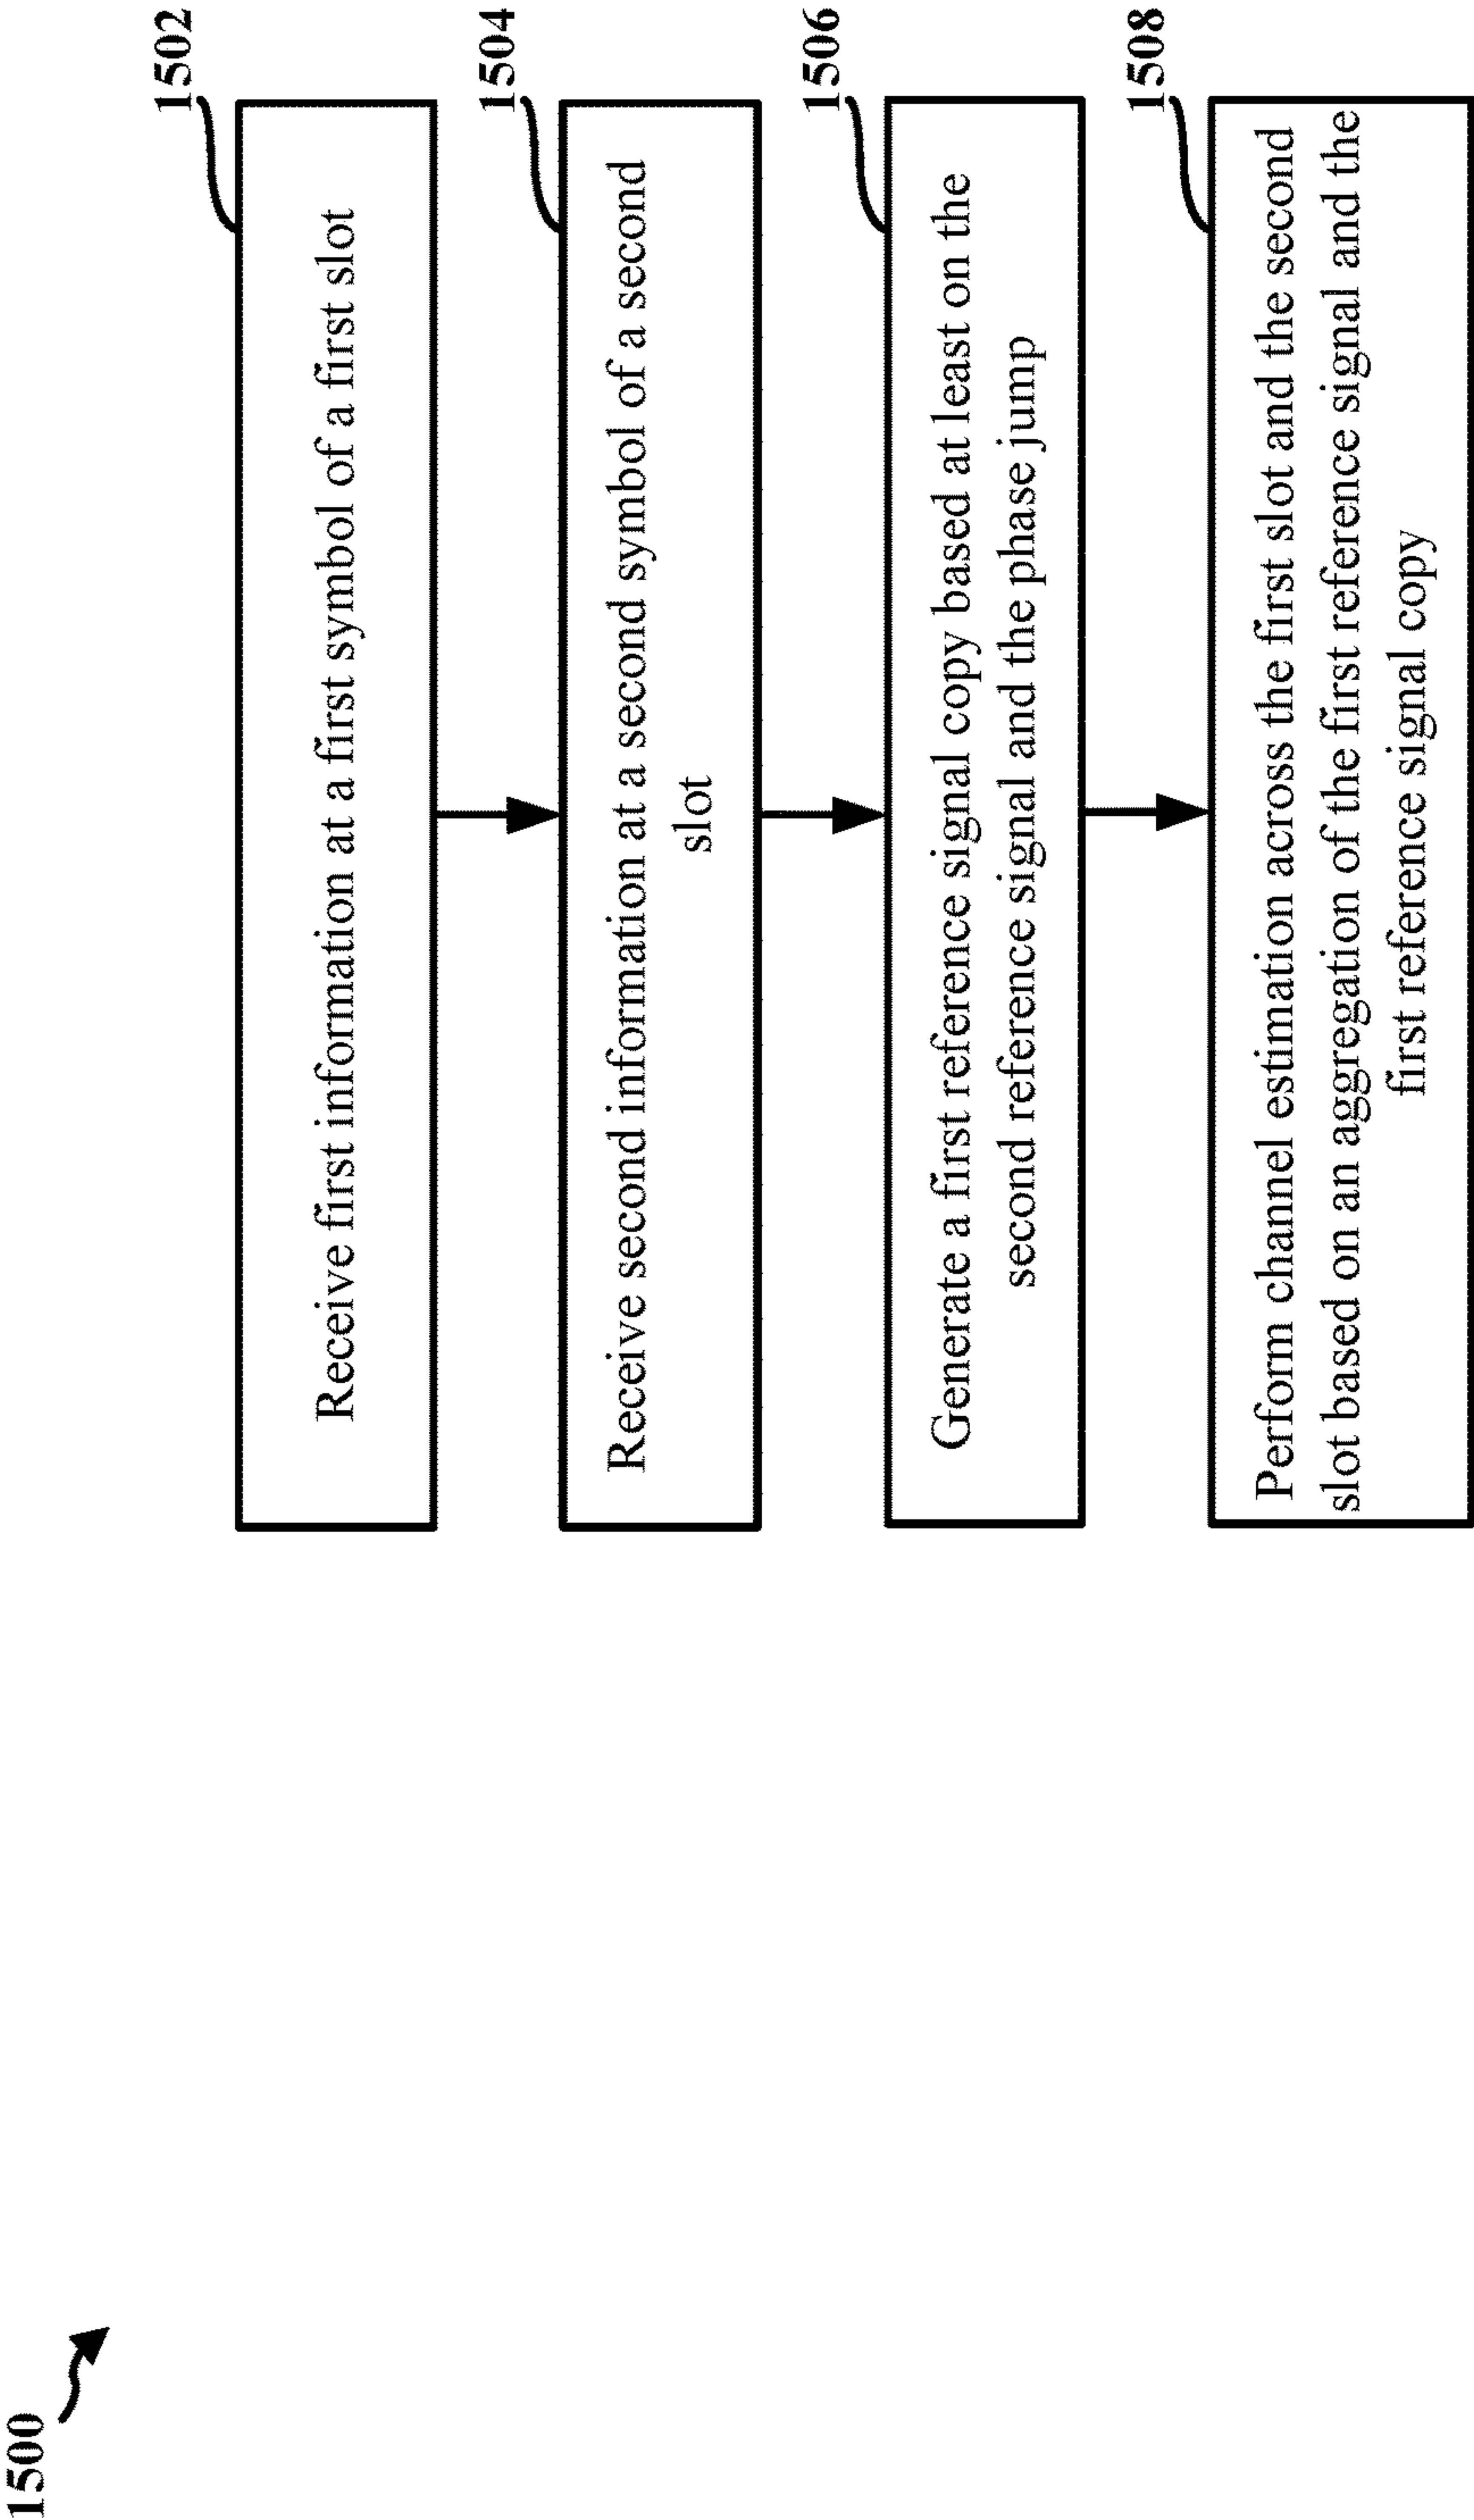 1500
1502
Receive first information at a first symbol of a first slot
1504
Receive second information at a second symbol of a second
slot
1506
Generate a first reference signal copy based at least on the
second reference signal and the phase jump
1508
Perform channel estimation across the first slot and the second
slot based on an aggregation of the first reference signal and the
first reference signal copy